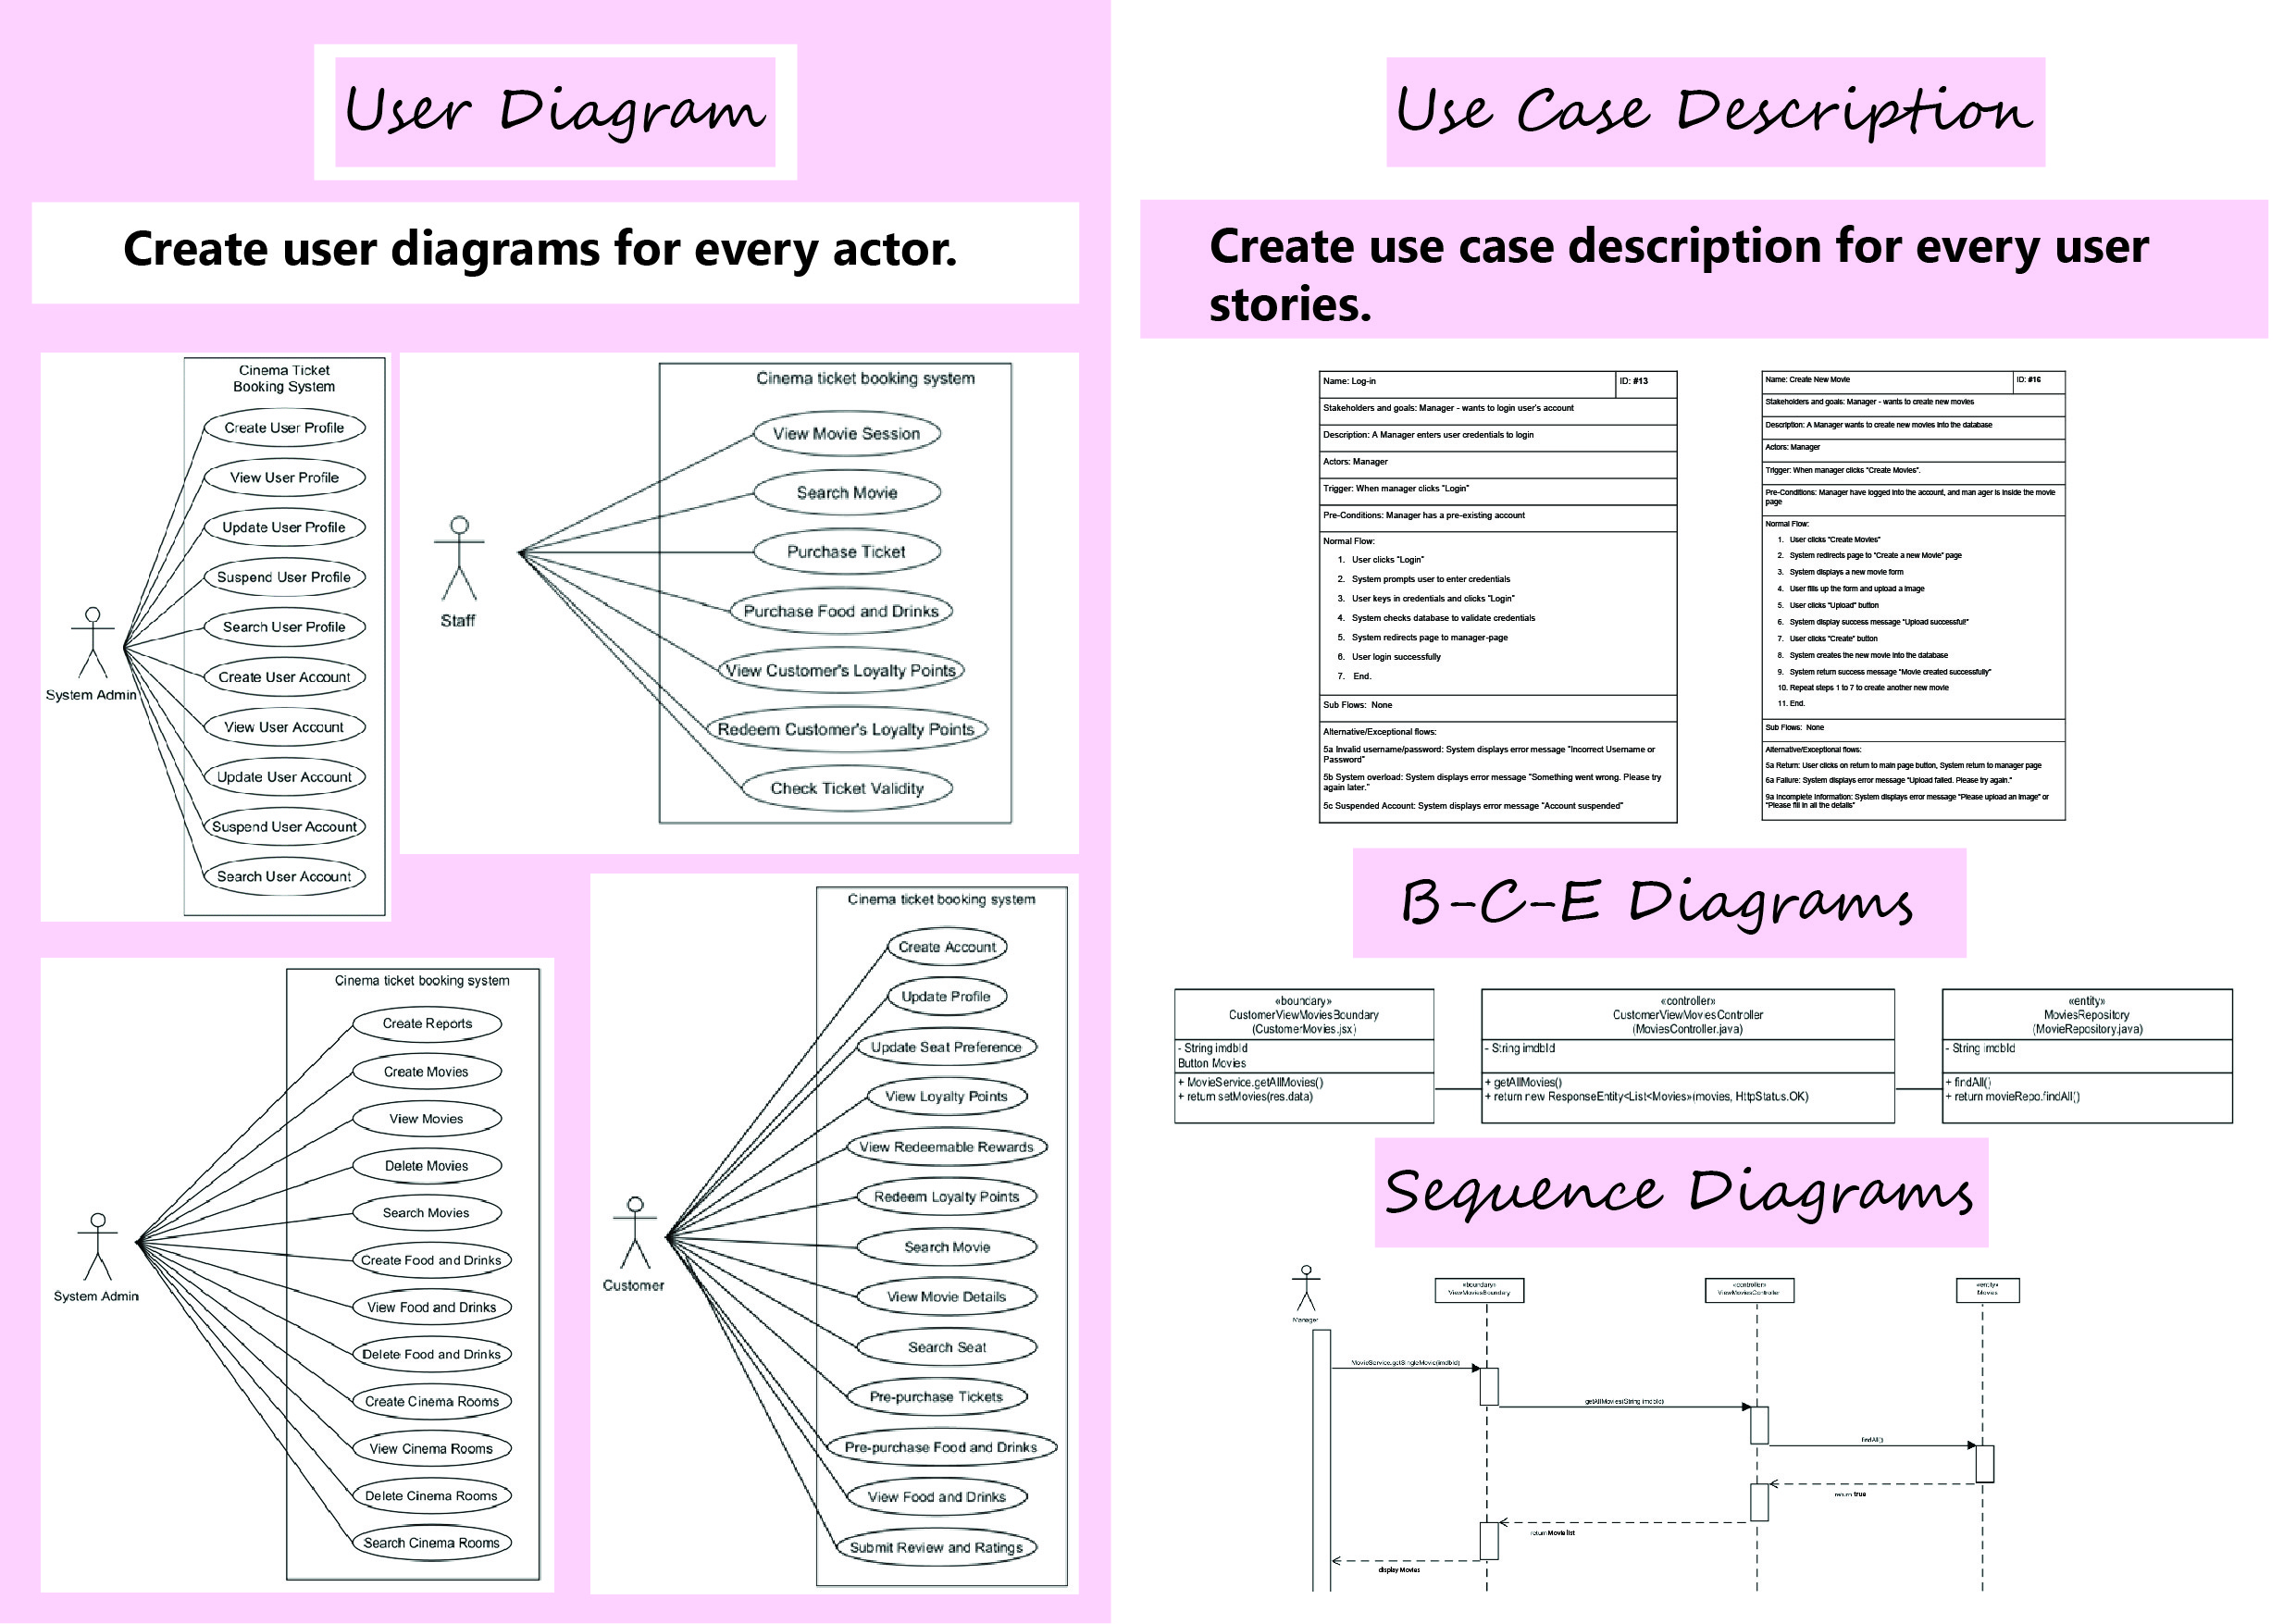 User Diagram
Create user diagrams for every actor.
Cinema Ticket
Booking System
Create User Profile
View User Profile
Update User Profile
Suspend User Profile
Search User Profile
Create User Account
View User Account
Update User Account
Suspend User Account
Search User Account
System Admin
Cinema ticket booking system
View Movie Session
Search Movie
Purchase Ticket
Purchase Food and Drinks
View Customer's Loyalty Points
Redeem Customer's Loyalty Points
Check Ticket Validity
Staff
Cinema ticket booking system
Create Reports
Create Movies
View Movies
Delete Movies
Search Movies
Create Food and Drinks
View Food and Drinks
Delete Food and Drinks
Create Cinema Rooms
View Cinema Rooms
Delete Cinema Rooms
Search Cinema Rooms
System Admin
Cinema ticket booking system
Create Account
Update Profile
Update Seat Preference
View Loyalty Points
View Redeemable Rewards
Redeem Loyalty Points
Search Movie
View Movie Details
Search Seat
Pre-purchase Tickets
Pre-purchase Food and Drinks
View Food and Drinks
Submit Review and Ratings
Customer
Use Case Description
Create use case description for every user
stories.
Name: Log-in ID: #13
Stakeholders and goals: Manager - wants to login user's account
Description: A Manager enters user credentials to login
Actors: Manager
Trigger: When manager clicks "Login"
Pre-Conditions: Manager has a pre-existing account
Normal Flow:
1. User clicks "Login"
2. System prompts user to enter credentials
3. User keys in credentials and clicks "Login"
4. System checks database to validate credentials
5. System redirects page to manager-page
6. User login successfully
7. End.
Sub Flows: None
Alternative/Exceptional flows:
5a Invalid username/password: System displays error message "Incorrect Username or
Password"
5b System overload: System displays error message "Something went wrong. Please try
again later."
5c Suspended Account: System displays error message "Account suspended"
Name: Create New Movie ID: #16
Stakeholders and goals: Manager - wants to create new movies
Description: A Manager wants to create new movies into the database
Actors: Manager
Trigger: When manager clicks "Create Movies".
Pre-Conditions: Manager have logged into the account, and man ager is inside the movie
page
Normal Flow:
1. User clicks "Create Movies"
2. System redirects page to "Create a new Movie" page
3. System displays a new movie form
4. User fills up the form and upload a image
5. User clicks "Upload" button
6. System display success message "Upload successful!"
7. User clicks "Create" button
8. System creates the new movie into the database
9. System return success message "Movie created successfully"
10. Repeat steps 1 to 7 to create another new movie
11. End.
Sub Flows: None
Alternative/Exceptional flows:
5a Return: User clicks on return to main page button, System return to manager page
6a Failure: System displays error message "Upload failed. Please try again."
9a Incomplete Information: System displays error message "Please upload an image" or
"Please fill in all the details"
B-C-E Diagrams
«boundary»
CustomerViewMoviesBoundary
(CustomerMovies.jsx)
- String imdbId
Button Movies
+ MovieService.getAllMovies()
+ return setMovies(res.data)
«controller»
CustomerViewMoviesController
(MoviesController.java)
- String imdbId
+ getAllMovies()
+ return new ResponseEntity<List<Movies»(movies, HttpStatus.OK)
«entity»
MoviesRepository
(MovieRepository.java)
- String imdbId
+ findAll()
+ return movieRepo.findAll()
Sequence Diagrams
Manager
«boundary»
ViewMoviesBoundary
«controller»
ViewMoviesController
«entity»
Movies
MovieService.getSingleMovie(imdbId)
getAllMovies(String imdbId)
findAll()
return true
return Movie list
display Movies